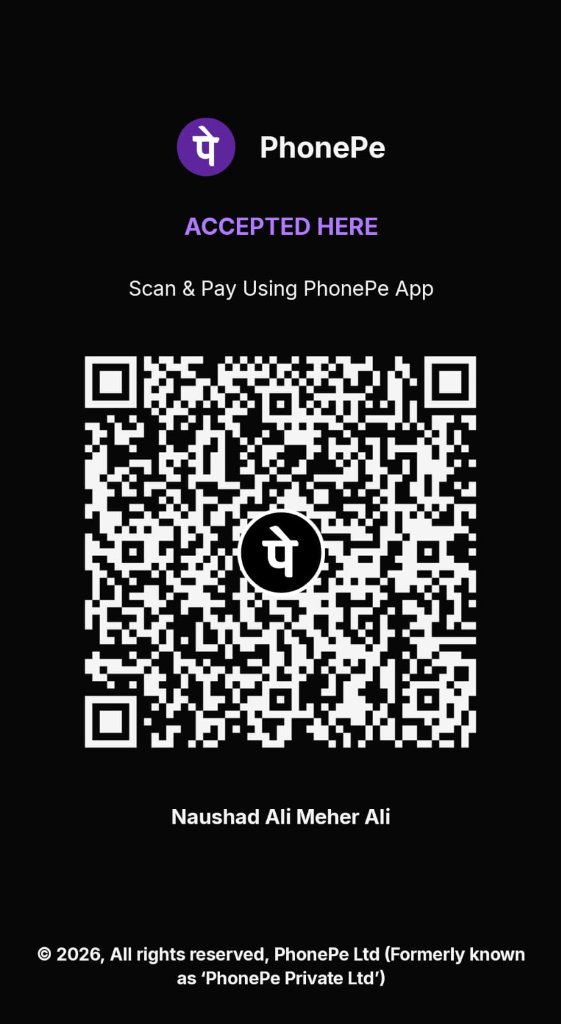 पे PhonePe
ACCEPTED HERE
Scan & Pay Using PhonePe App
पे
Naushad Ali Meher Ali
© 2026, All rights reserved, PhonePe Ltd (Formerly known
as ‘PhonePe Private Ltd’)